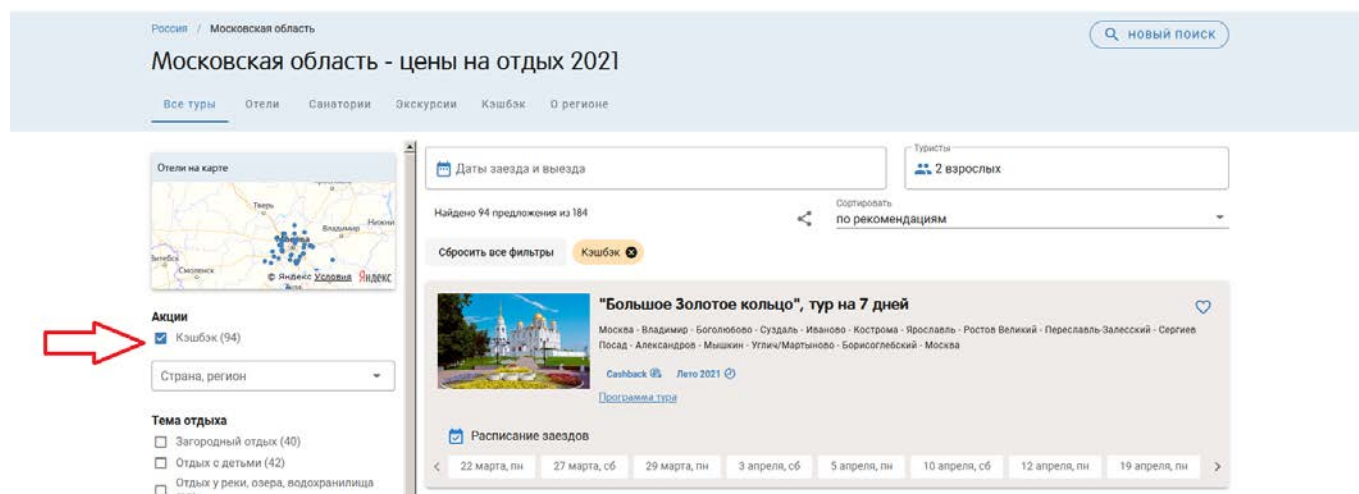 Россия / Московская область
НОВЫЙ ПОИСК
Московская область - цены на отдых 2021
Все туры Отели Санатории Экскурсии Кэшбэк О регионе
Отели на карте
Тверь
Нижни
Владимир
Витебск
Смоленск
© Яндекс Условия Яндекс
Даты заезда и выезда
Туристы
2 взрослых
Найдено 94 предложения из 184
Сортировать
по рекомендациям
Сбросить все фильтры Кэшбэк
Акции
Кэшбэк (94)
Страна, регион
Тема отдыха
Загородный отдых (40)
Отдых с детьми (42)
Отдых у реки, озера, водохранилища
"Большое Золотое кольцо", тур на 7 дней
Москва - Владимир - Боголюбово - Суздаль - Иваново - Кострома - Ярославль - Ростов Великий - Переславль-Залесский - Сергиев
Посад - Александров - Мышкин - Углич/Мартыново - Борисоглебский - Москва
Cashback Лето 2021
Программа тура
Расписание заездов
22 марта, пн 27 марта, сб 29 марта, пн 3 апреля, сб 5 апреля, пн 10 апреля, сб 12 апреля, пн 19 апреля, пн